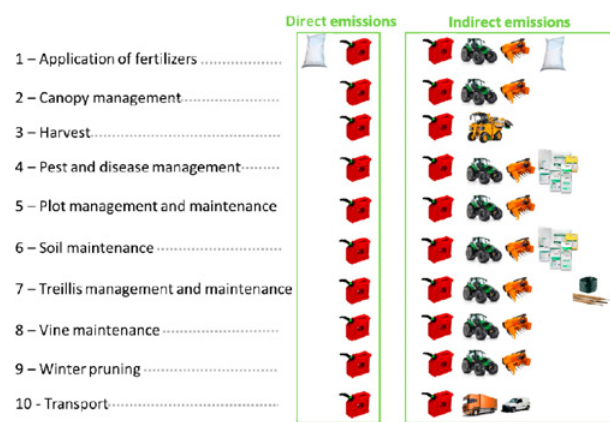 Direct emissions
Indirect emissions
1 – Application of fertilizers
2 – Canopy management
3 – Harvest
4 – Pest and disease management
5 – Plot management and maintenance
6 – Soil maintenance
7 – Treillis management and maintenance
8 – Vine maintenance
9 – Winter pruning
10 - Transport